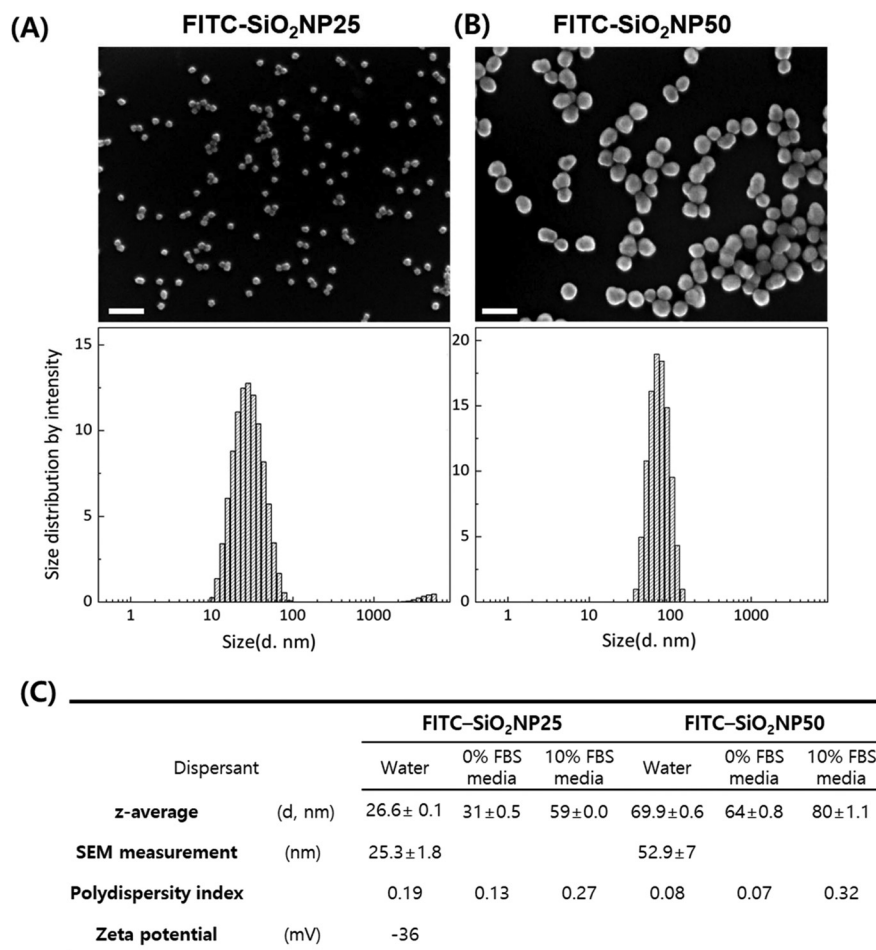 (A)
FITC-SiO₂NP25
(B)
FITC-SiO₂NP50
Size distribution by intensity
15
10
5
0
1
10
100
1000
Size(d. nm)
20
15
10
5
0
1
10
100
1000
Size(d. nm)
(C)
FITC–SiO₂NP25 FITC–SiO₂NP50
Dispersant Water 0% FBS media 10% FBS media Water 0% FBS media 10% FBS media
z-average (d, nm) 26.6± 0.1 31±0.5 59±0.0 69.9±0.6 64±0.8 80±1.1
SEM measurement (nm) 25.3±1.8 52.9±7
Polydispersity index 0.19 0.13 0.27 0.08 0.07 0.32
Zeta potential (mV) -36